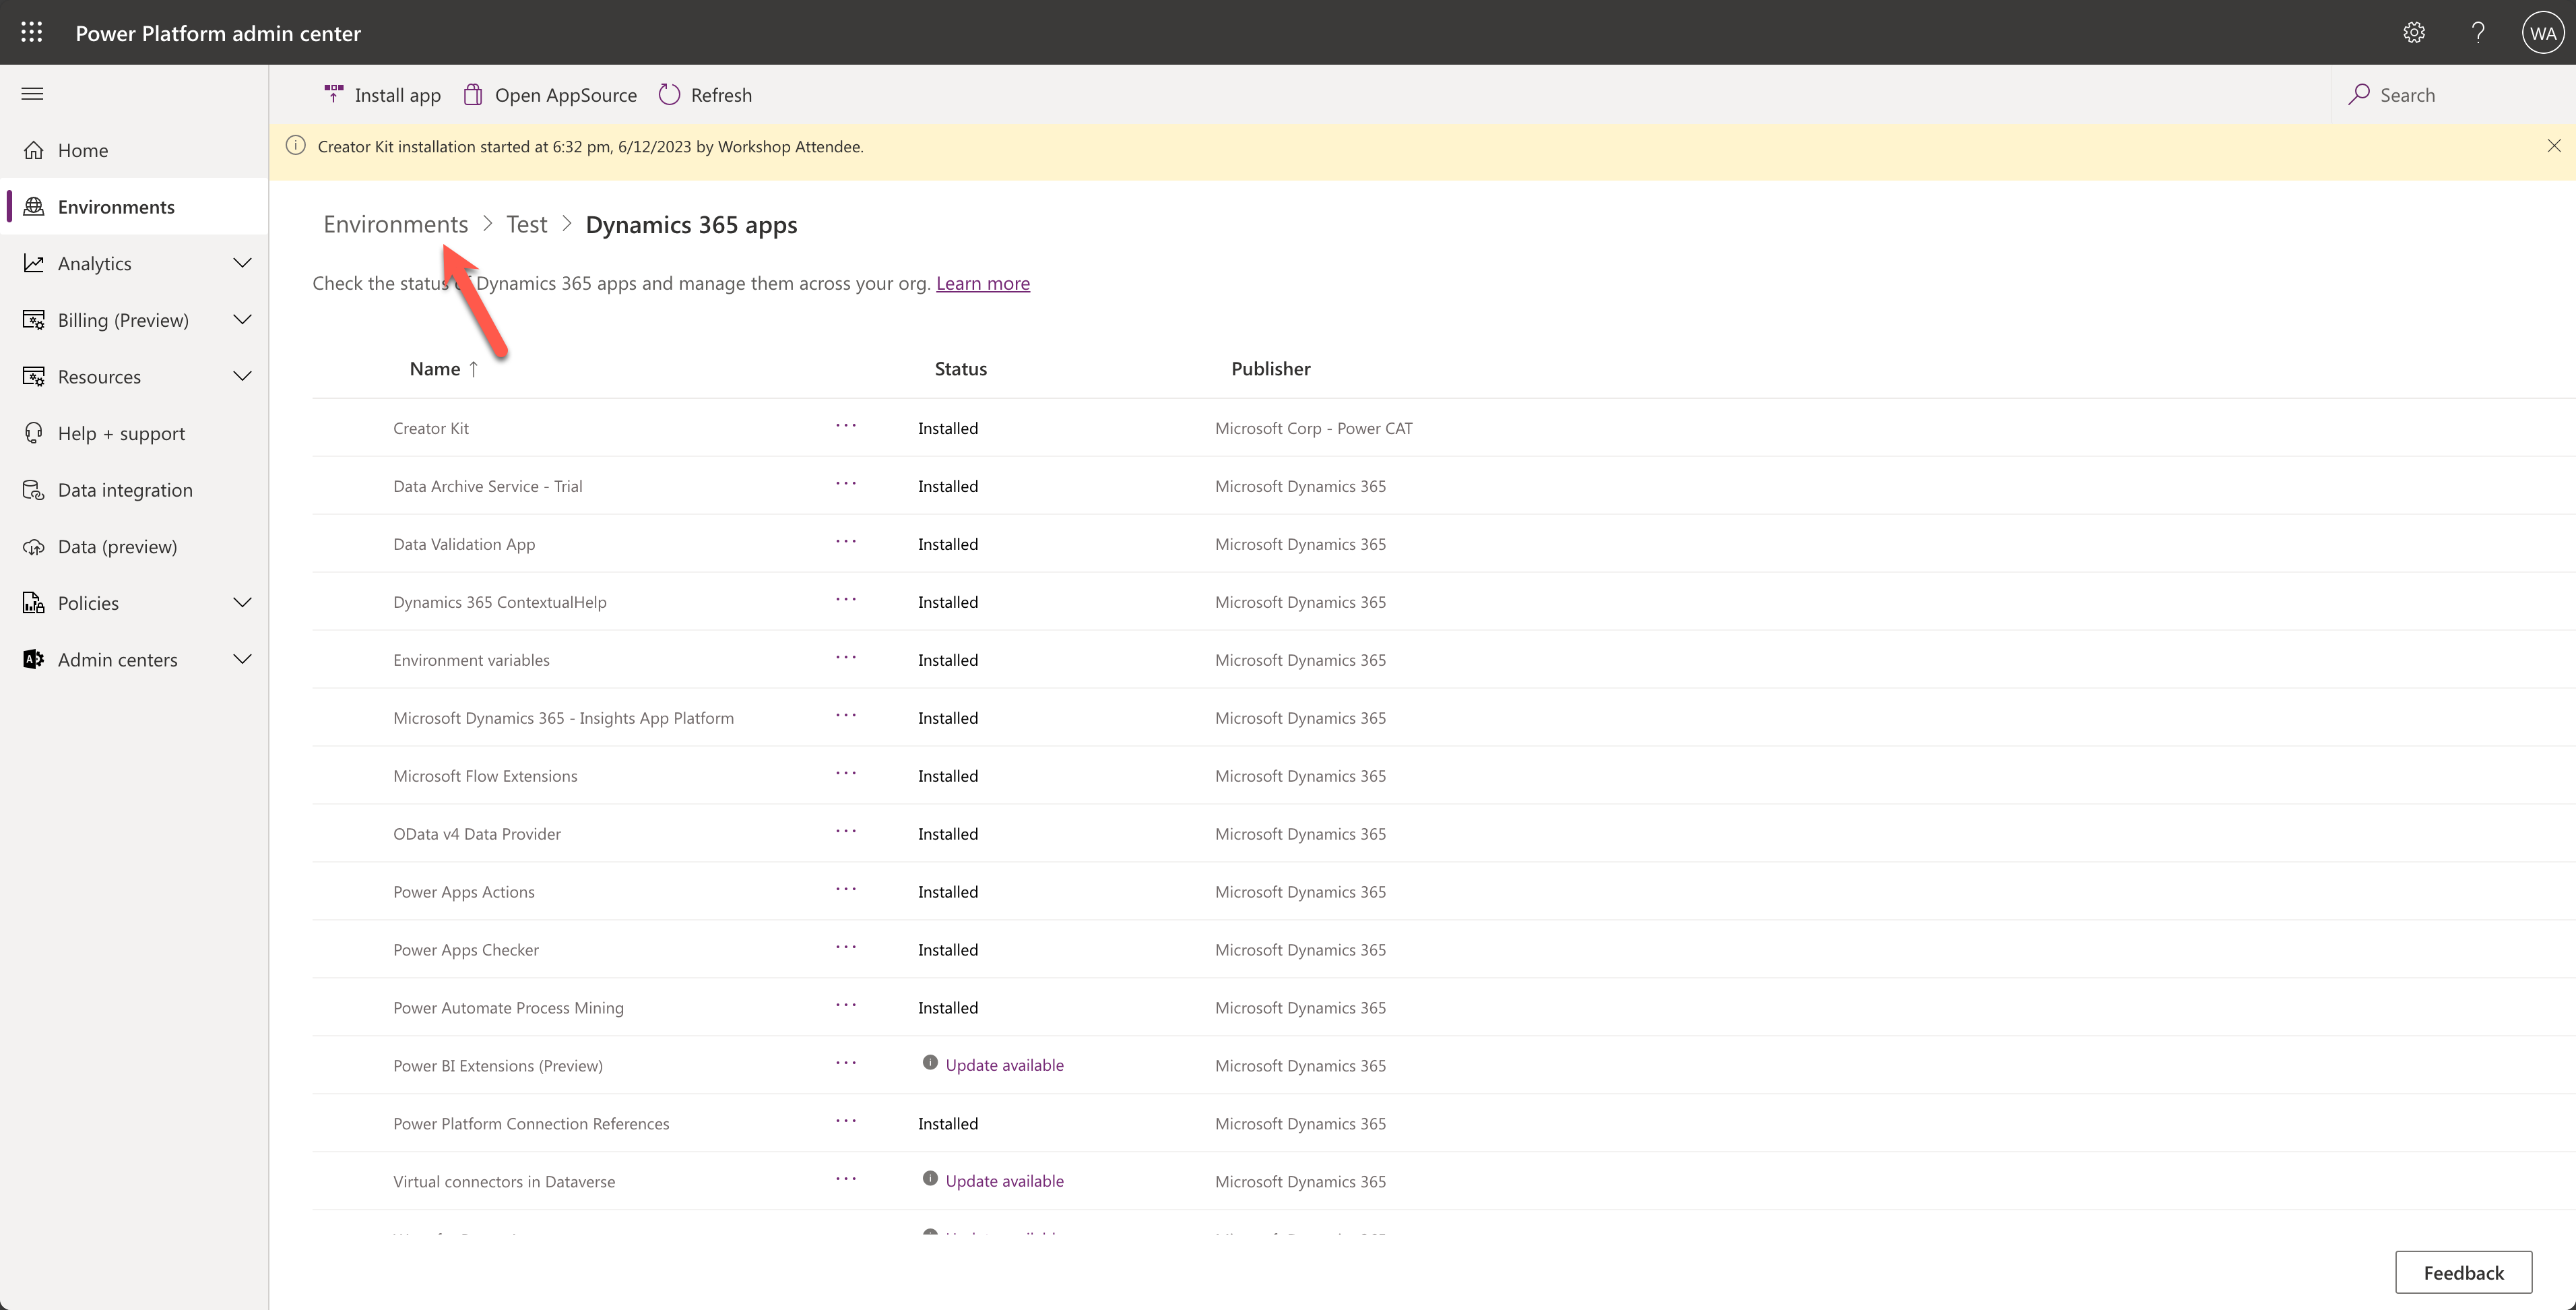 Power Platform admin center
WA
Install app
Open AppSource
Refresh
Search
Home
Environments
Analytics
Billing (Preview)
Resources
Help + support
Data integration
Data (preview)
Policies
Admin centers
Creator Kit installation started at 6:32 pm, 6/12/2023 by Workshop Attendee.
Environments > Test > Dynamics 365 apps
Check the status of Dynamics 365 apps and manage them across your org. Learn more
Name ↑ Status Publisher
Creator Kit ... Installed Microsoft Corp - Power CAT
Data Archive Service - Trial ... Installed Microsoft Dynamics 365
Data Validation App ... Installed Microsoft Dynamics 365
Dynamics 365 ContextualHelp ... Installed Microsoft Dynamics 365
Environment variables ... Installed Microsoft Dynamics 365
Microsoft Dynamics 365 - Insights App Platform ... Installed Microsoft Dynamics 365
Microsoft Flow Extensions ... Installed Microsoft Dynamics 365
OData v4 Data Provider ... Installed Microsoft Dynamics 365
Power Apps Actions ... Installed Microsoft Dynamics 365
Power Apps Checker ... Installed Microsoft Dynamics 365
Power Automate Process Mining ... Installed Microsoft Dynamics 365
Power BI Extensions (Preview) ... Update available Microsoft Dynamics 365
Power Platform Connection References ... Installed Microsoft Dynamics 365
Virtual connectors in Dataverse ... Update available Microsoft Dynamics 365
Feedback